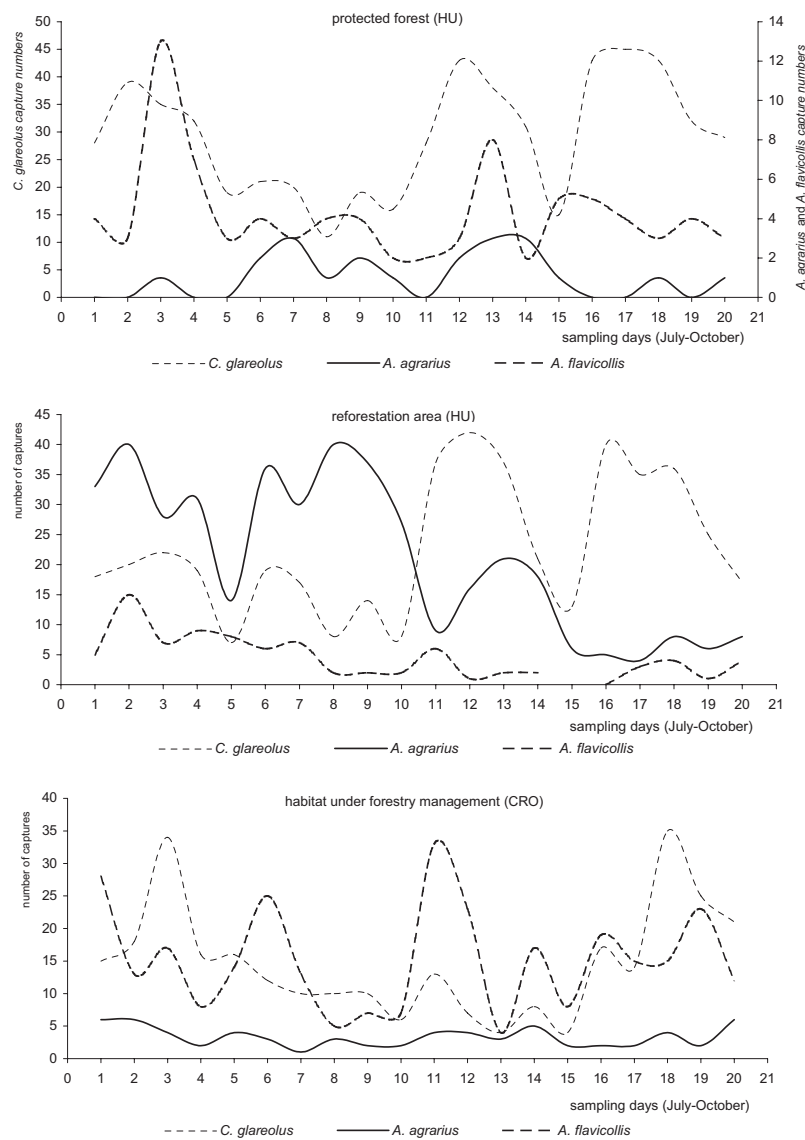 protected forest (HU)
C. glareolus capture numbers
50
45
40
35
30
25
20
15
10
5
0
14
12
10
8
6
4
2
0
A. agrarius and A. flavicollis capture numbers
0 1 2 3 4 5 6 7 8 9 10 11 12 13 14 15 16 17 18 19 20 21
sampling days (July-October)
C. glareolus A. agrarius A. flavicollis
reforestation area (HU)
number of captures
45
40
35
30
25
20
15
10
5
0
0 1 2 3 4 5 6 7 8 9 10 11 12 13 14 15 16 17 18 19 20 21
sampling days (July-October)
C. glareolus A. agrarius A. flavicollis
habitat under forestry management (CRO)
number of captures
40
35
30
25
20
15
10
5
0
0 1 2 3 4 5 6 7 8 9 10 11 12 13 14 15 16 17 18 19 20 21
sampling days (July-October)
C. glareolus A. agrarius A. flavicollis